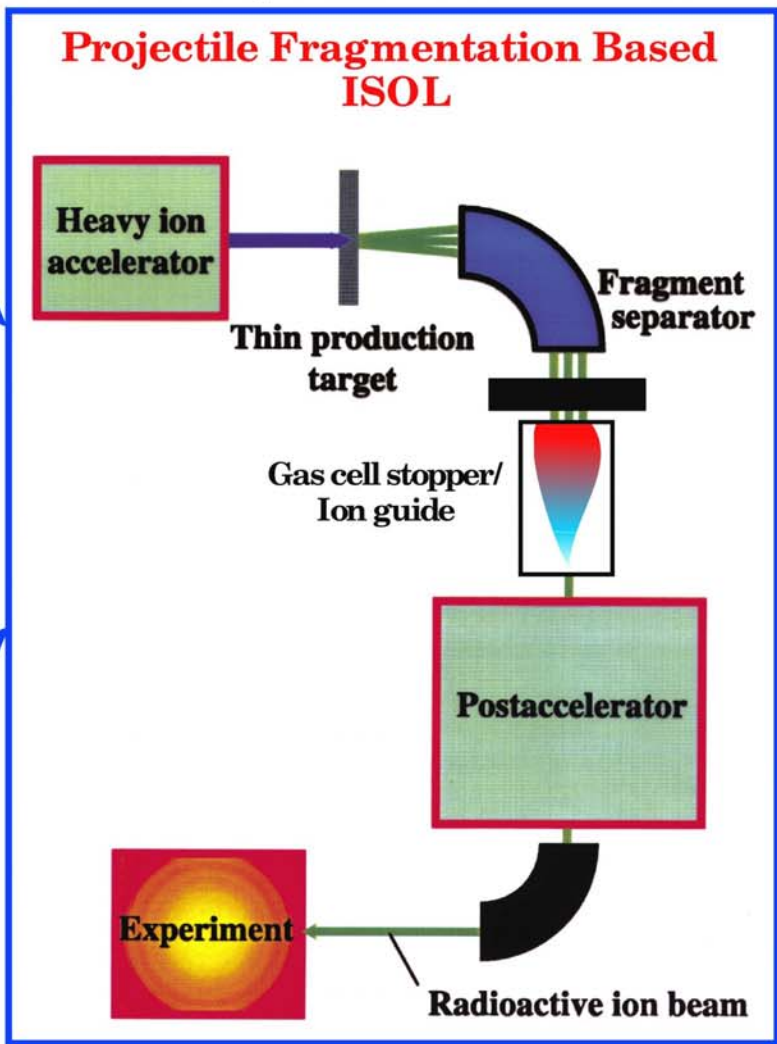 Projectile Fragmentation Based
ISOL
Heavy ion
accelerator
Thin production
target
Fragment
separator
Gas cell stopper/
Ion guide
Postaccelerator
Experiment
Radioactive ion beam